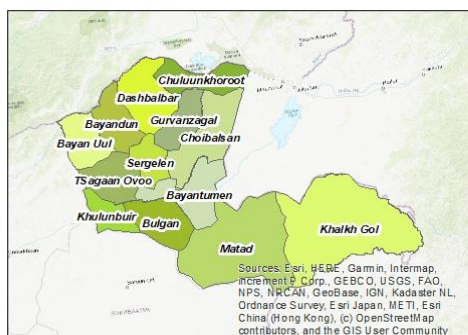 Chuluunkhoroot
Dashbalbar
Gurvanzagal
Bayandun
Choibalsan
Bayan Uul
Sergelen
TSagaan Ovoo
Bayantumen
Khulunbuir
Bulgan
Khalkh Gol
Matad
Sources: Esri, HERE, Garmin, Intermap,
increment P Corp., GEBCO, USGS, FAO,
NPS, NRCAN, GeoBase, IGN, Kadaster NL,
Ordnance Survey, Esri Japan, METI, Esri
China (Hong Kong), (c) OpenStreetMap
contributors, and the GIS User Community